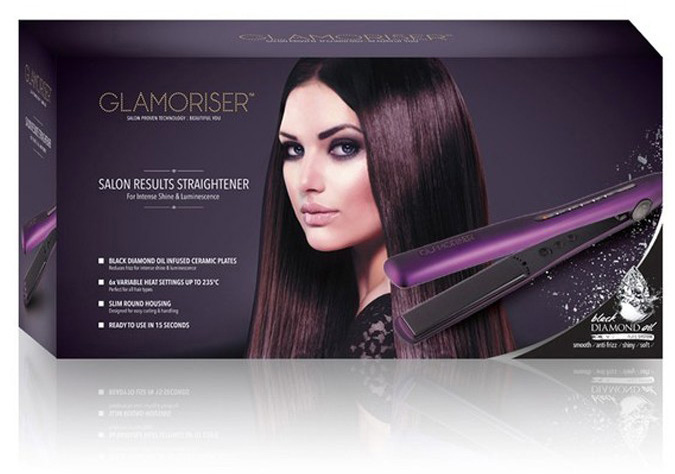 GLAMORISER™
GLAMORISER™
SALON PROVEN TECHNOLOGY : BEAUTIFUL YOU
SALON RESULTS STRAIGHTENER
For Intense Shine & Luminescence
BLACK DIAMOND OIL INFUSED CERAMIC PLATES
Reduces frizz for intense shine & luminescence
6x VARIABLE HEAT SETTINGS UP TO 235°C
Perfect for all hair types
SLIM ROUND HOUSING
Designed for easy curling & handling
READY TO USE IN 15 SECONDS
GLAMORISER
black
DIAMOND oil
smooth / anti frizz / shiny / soft
GLAMORISER